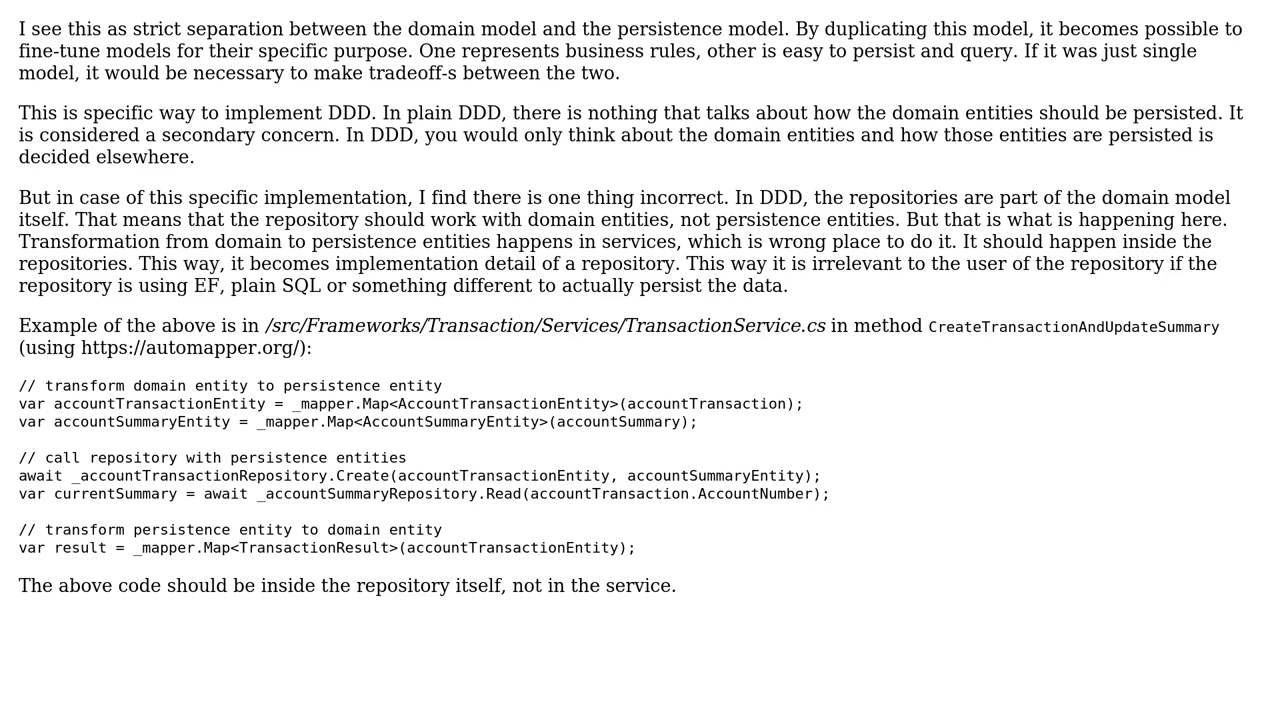 I see this as strict separation between the domain model and the persistence model. By duplicating this model, it becomes possible to
fine-tune models for their specific purpose. One represents business rules, other is easy to persist and query. If it was just single
model, it would be necessary to make tradeoff-s between the two.
This is specific way to implement DDD. In plain DDD, there is nothing that talks about how the domain entities should be persisted. It
is considered a secondary concern. In DDD, you would only think about the domain entities and how those entities are persisted is
decided elsewhere.
But in case of this specific implementation, I find there is one thing incorrect. In DDD, the repositories are part of the domain model
itself. That means that the repository should work with domain entities, not persistence entities. But that is what is happening here.
Transformation from domain to persistence entities happens in services, which is wrong place to do it. It should happen inside the
repositories. This way, it becomes implementation detail of a repository. This way it is irrelevant to the user of the repository if the
repository is using EF, plain SQL or something different to actually persist the data.
Example of the above is in /src/Frameworks/Transaction/Services/TransactionService.cs in method CreateTransactionAndUpdateSummary
(using https://automapper.org/):
// transform domain entity to persistence entity
var accountTransactionEntity = _mapper.Map<AccountTransactionEntity>(accountTransaction);
var accountSummaryEntity = _mapper.Map<AccountSummaryEntity>(accountSummary);
// call repository with persistence entities
await _accountTransactionRepository.Create(accountTransactionEntity, accountSummaryEntity);
var currentSummary = await _accountSummaryRepository.Read(accountTransaction.AccountNumber);
// transform persistence entity to domain entity
var result = _mapper.Map<TransactionResult>(accountTransactionEntity);
The above code should be inside the repository itself, not in the service.